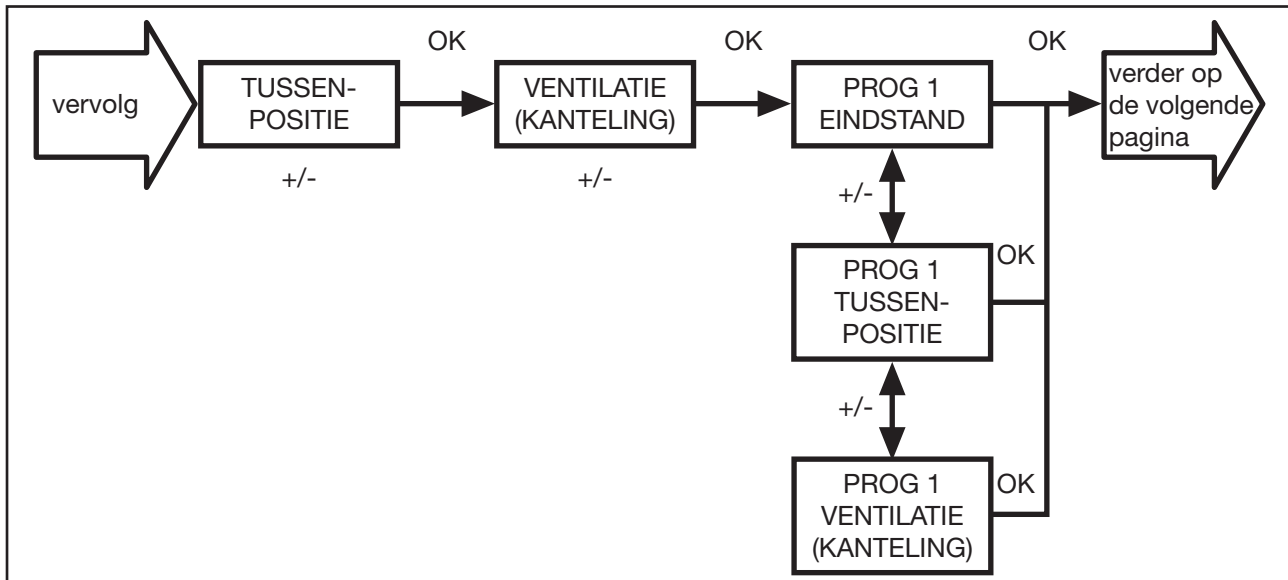 OK
OK
OK
vervolg
TUSSEN-
POSITIE
VENTILATIE
(KANTELING)
PROG 1
EINDSTAND
verder op
de volgende
pagina
+/-
+/-
+/-
PROG 1
TUSSEN-
POSITIE
OK
+/-
PROG 1
VENTILATIE
(KANTELING)
OK